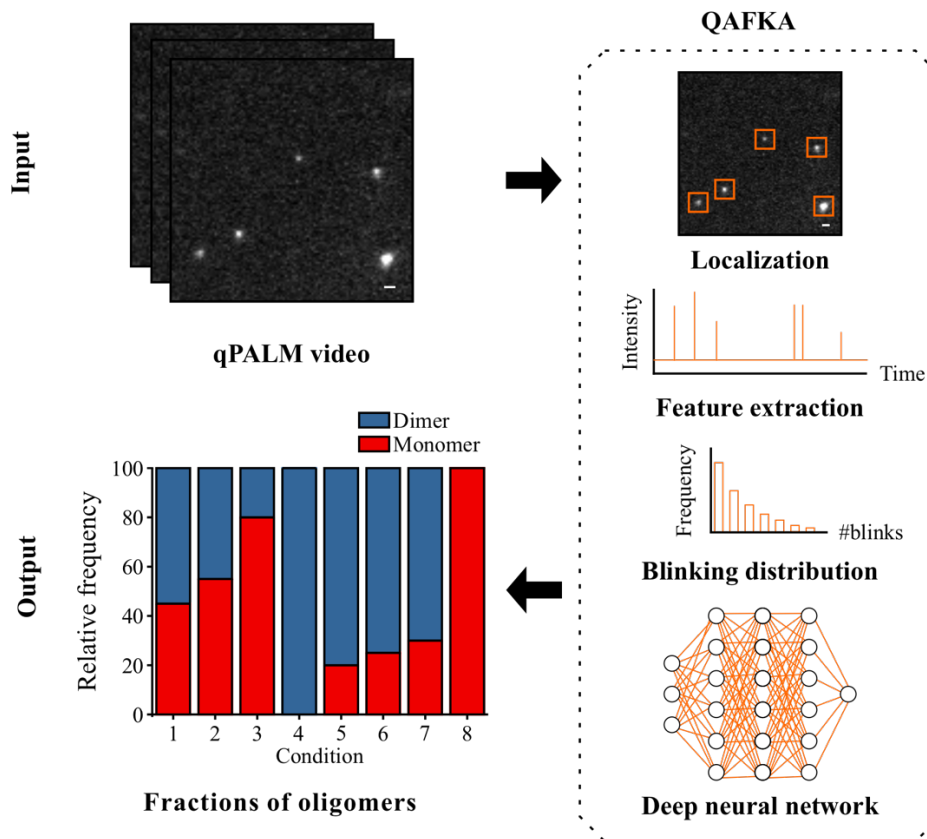 QAFKA
Input
qPALM video
Localization
Intensity
Time
Feature extraction
Frequency
#blinks
Blinking distribution
Deep neural network
Output
Dimer
Monomer
Relative frequency
100
80
60
40
20
0
1 2 3 4 5 6 7 8
Condition
Fractions of oligomers